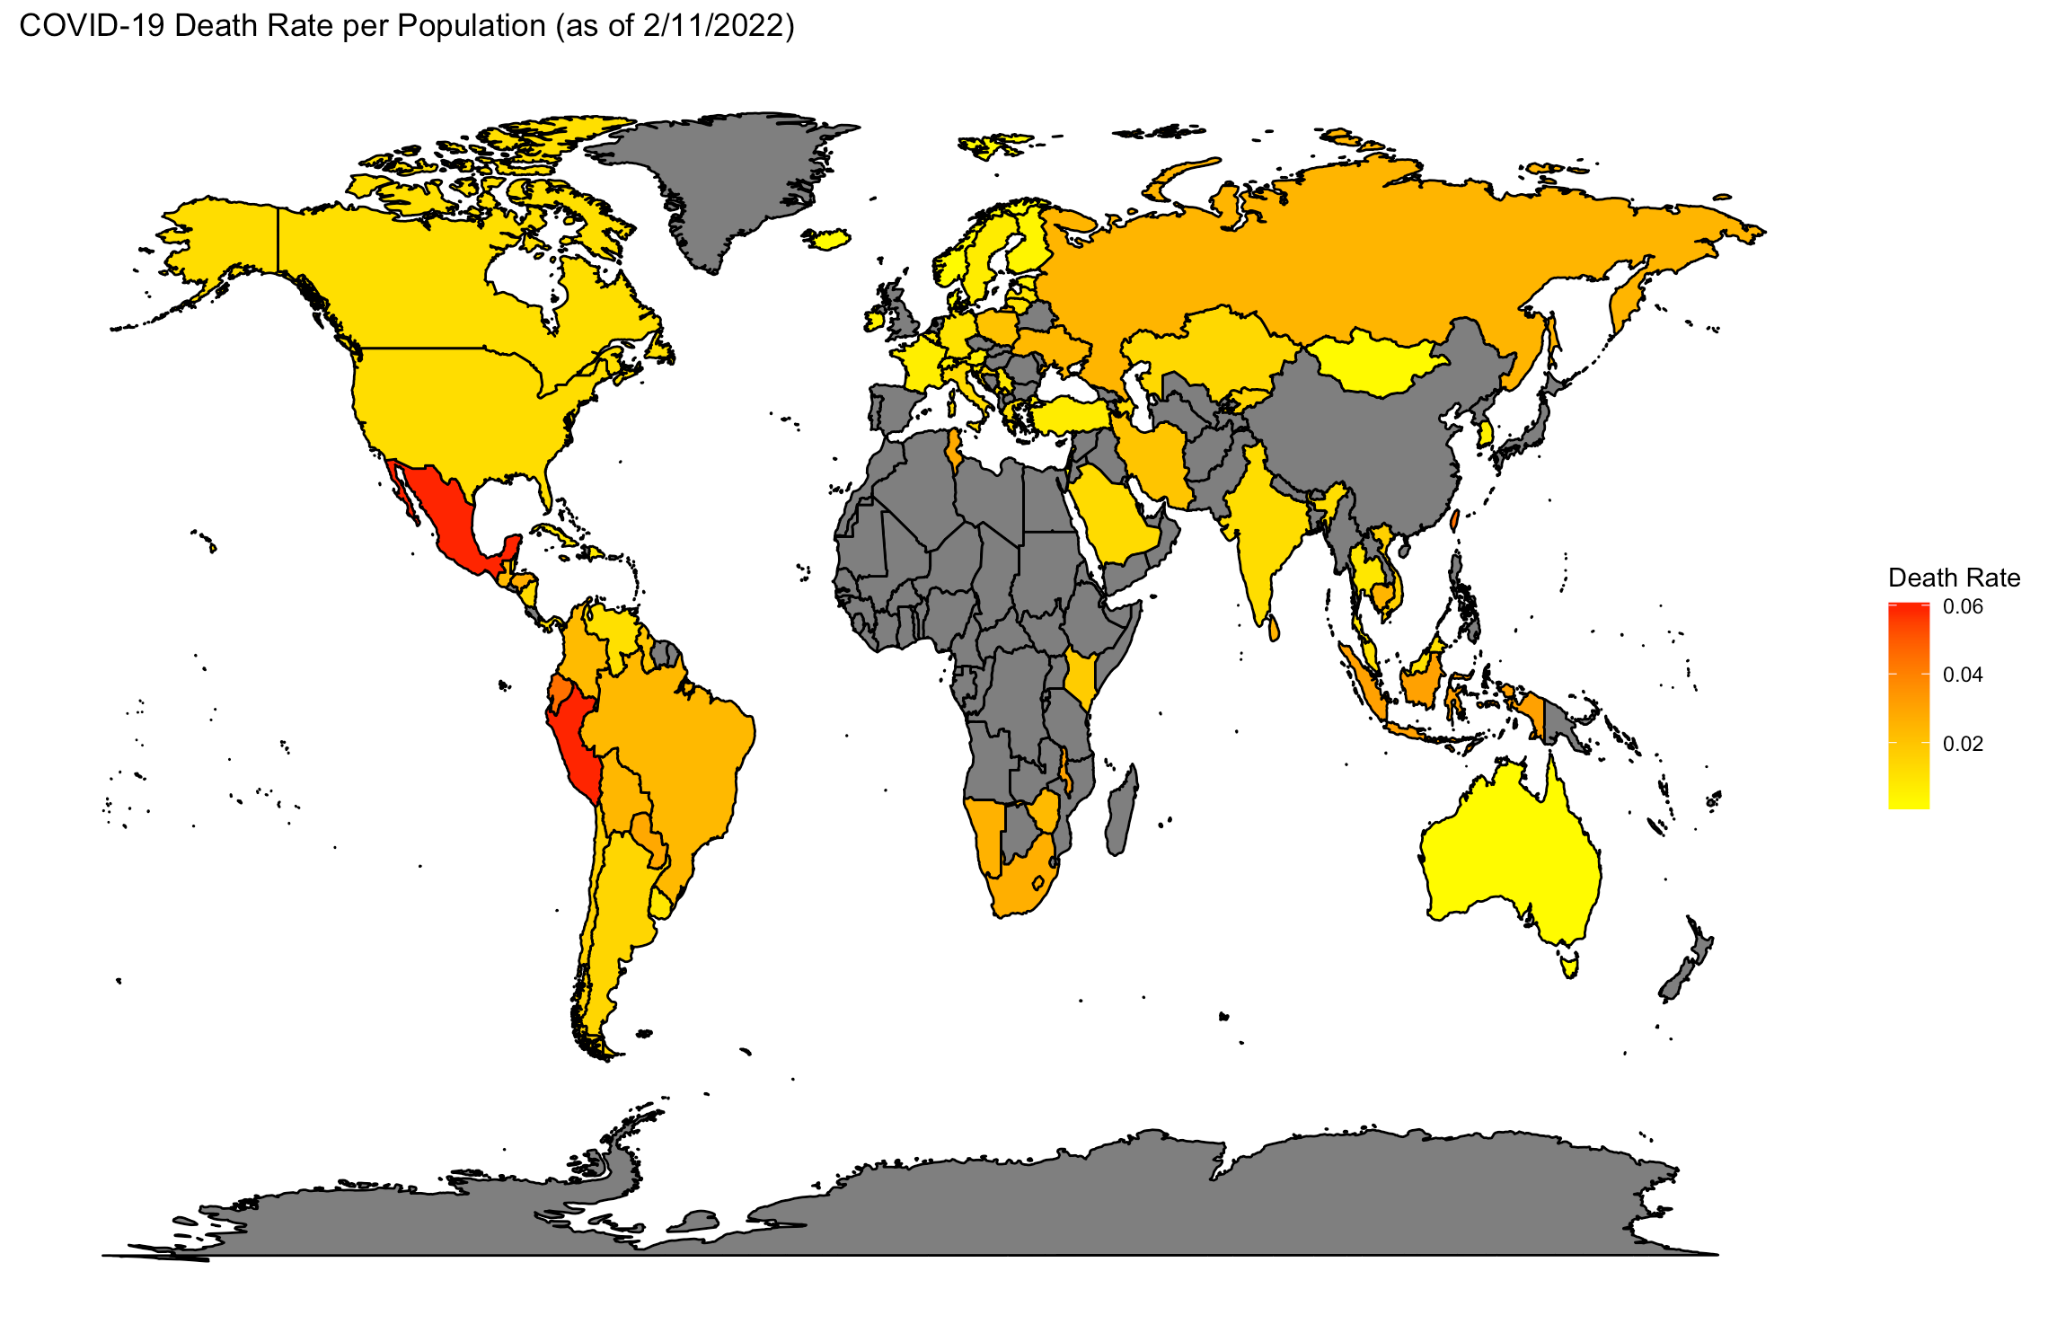 COVID-19 Death Rate per Population (as of 2/11/2022)
Death Rate
0.06
0.04
0.02